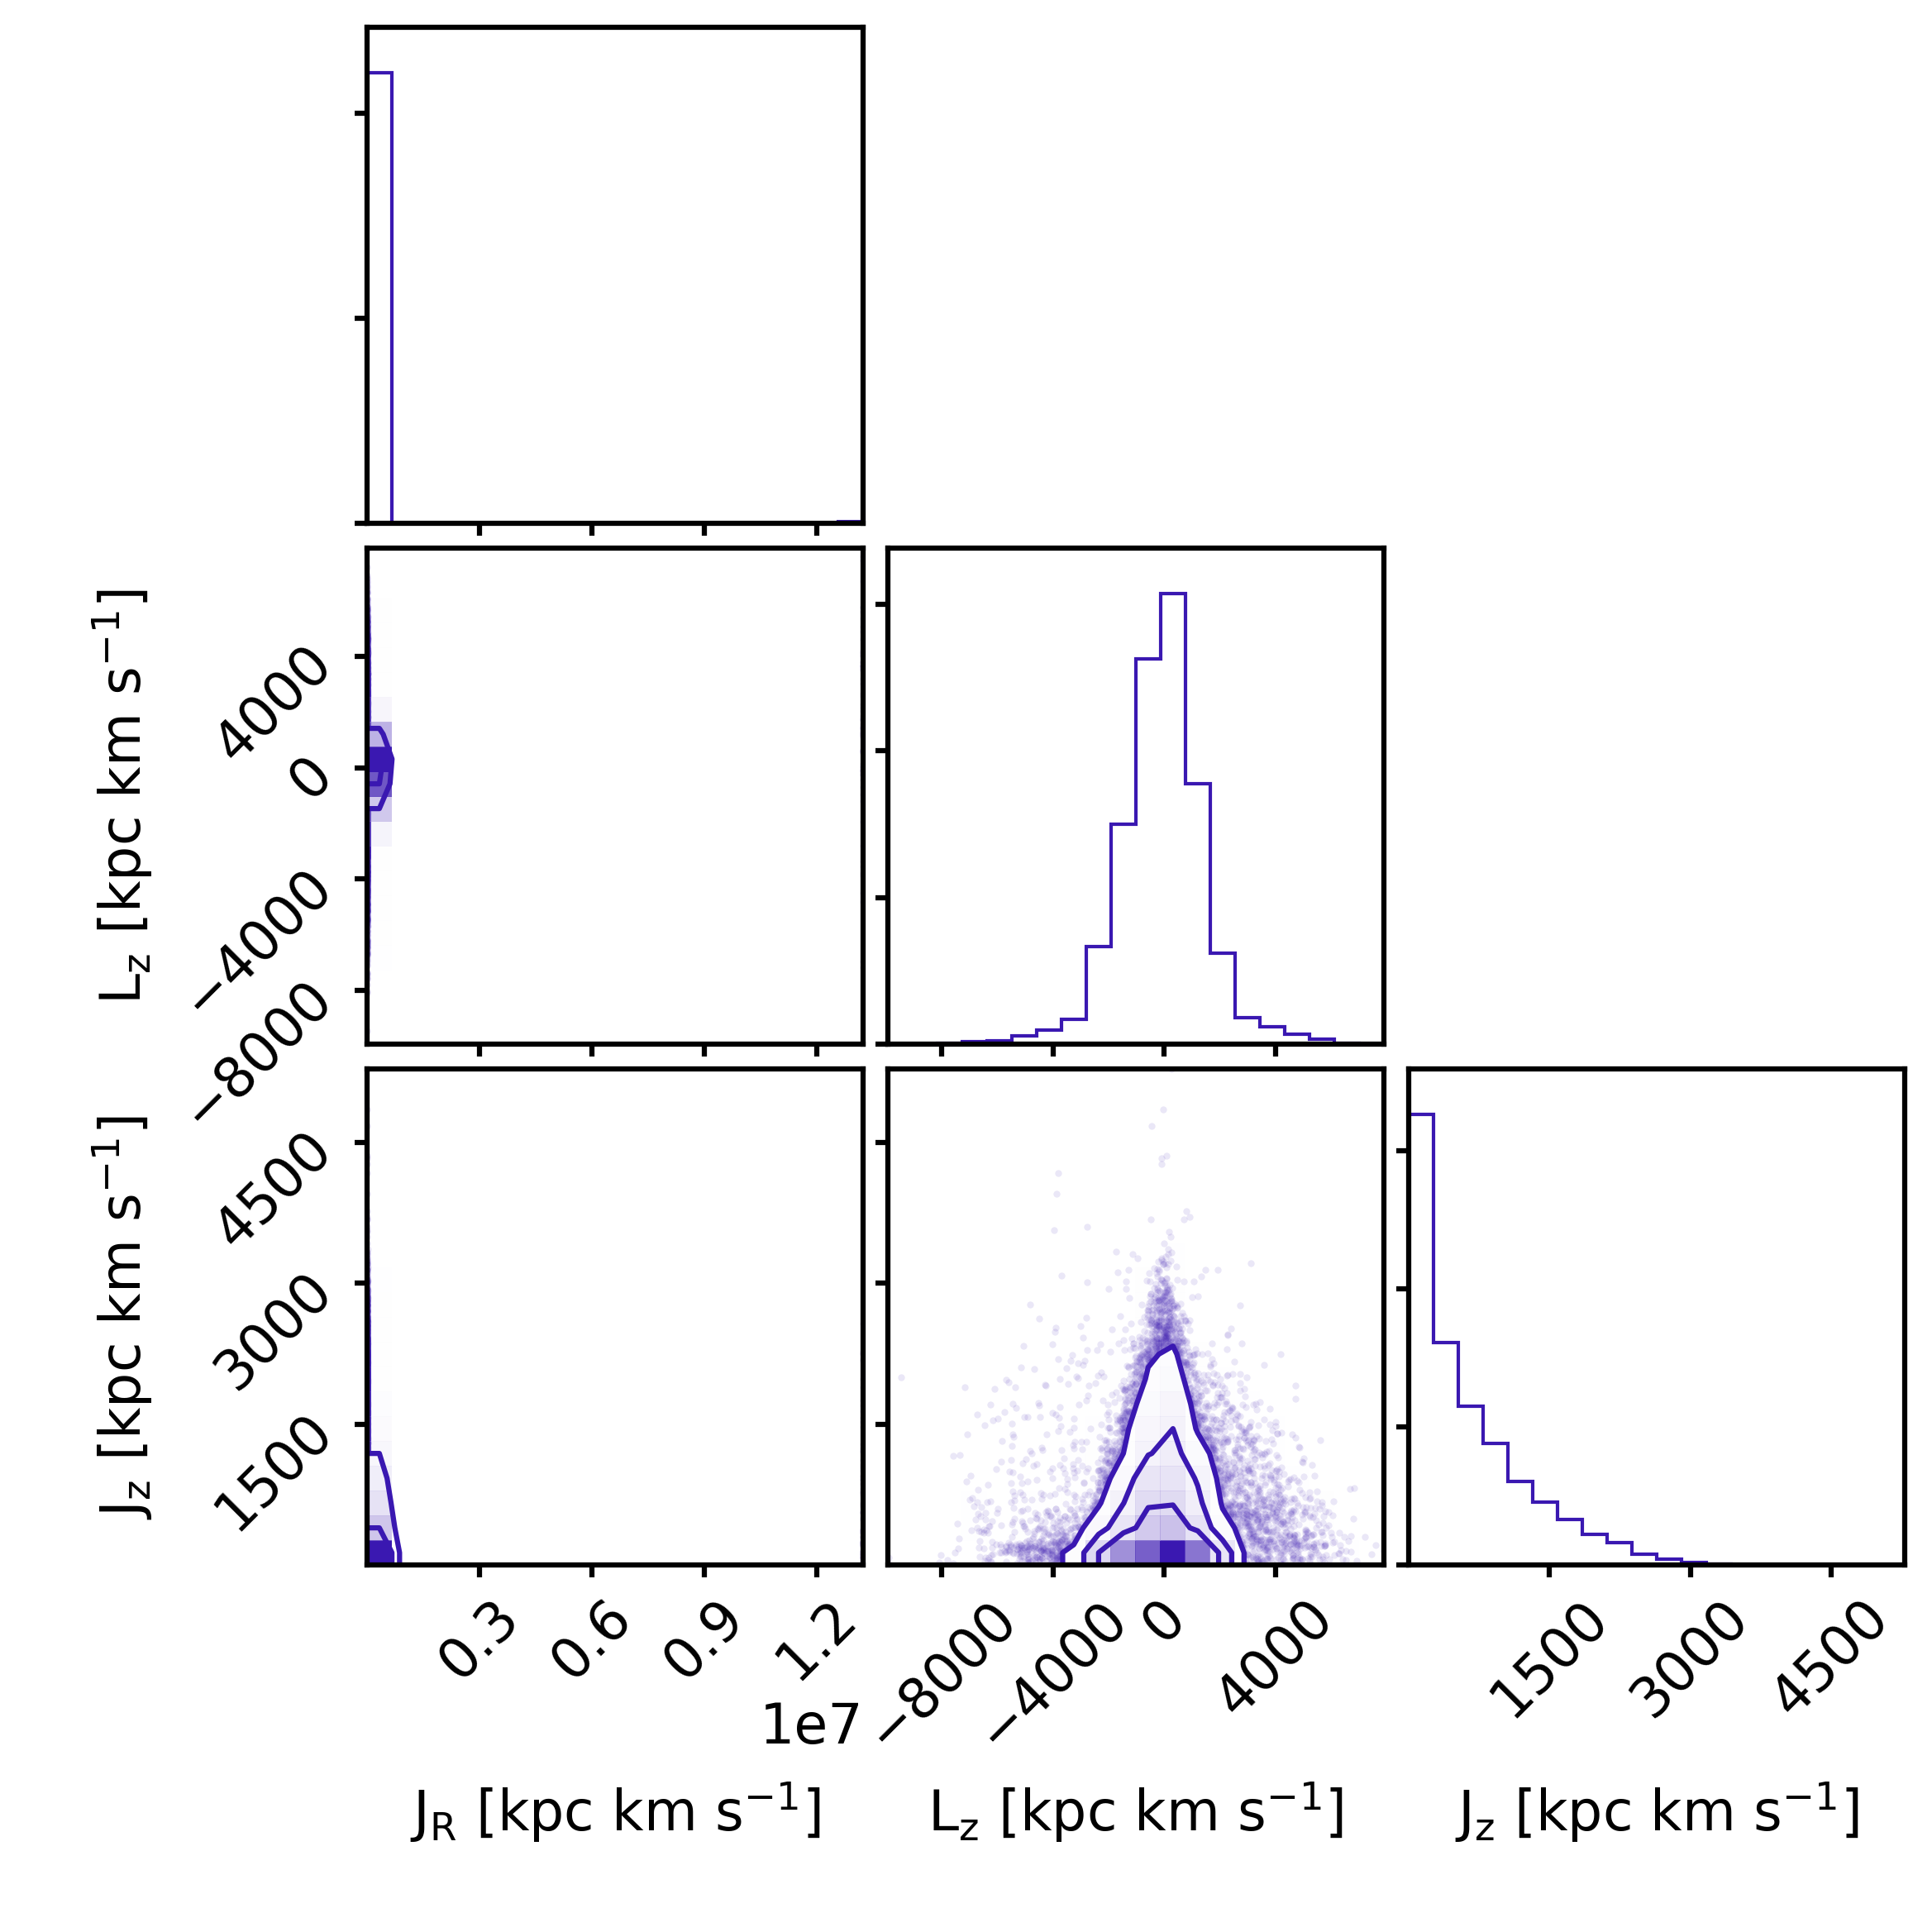 L_z [kpc km s^−1]
4000
0
−4000
−8000
J_z [kpc km s^−1]
4500
3000
1500
0.3 0.6 0.9 1.2
1e7
−8000 −4000 0 4000
1500 3000 4500
J_R [kpc km s^−1]
L_z [kpc km s^−1]
J_z [kpc km s^−1]